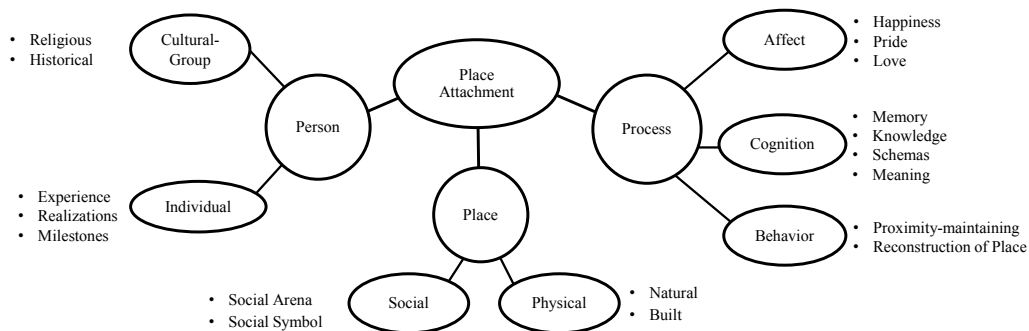 Place
Attachment
Person
Cultural-
Group
• Religious
• Historical
Individual
• Experience
• Realizations
• Milestones
Place
Social
• Social Arena
• Social Symbol
Physical
• Natural
• Built
Process
Affect
• Happiness
• Pride
• Love
Cognition
• Memory
• Knowledge
• Schemas
• Meaning
Behavior
• Proximity-maintaining
• Reconstruction of Place